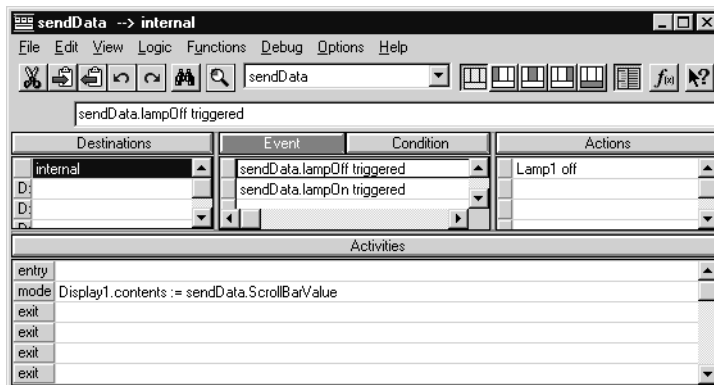 sendData --> internal
File Edit View Logic Functions Debug Options Help
sendData
f(x)
?
sendData.lampOff triggered
Destinations Event Condition Actions
internal sendData.lampOff triggered Lamp1 off
D: sendData.lampOn triggered
D:
Activities
entry
mode Display1.contents := sendData.ScrollBarValue
exit
exit
exit
exit